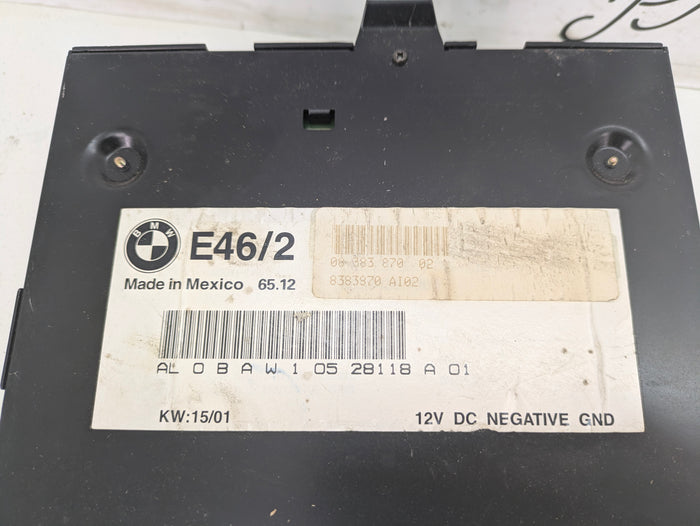 BMW
E46/2
Made in Mexico 65.12
8383970 AI02
AL 0 B A W 1 05 28118 A 01
KW:15/01
12V DC NEGATIVE GND